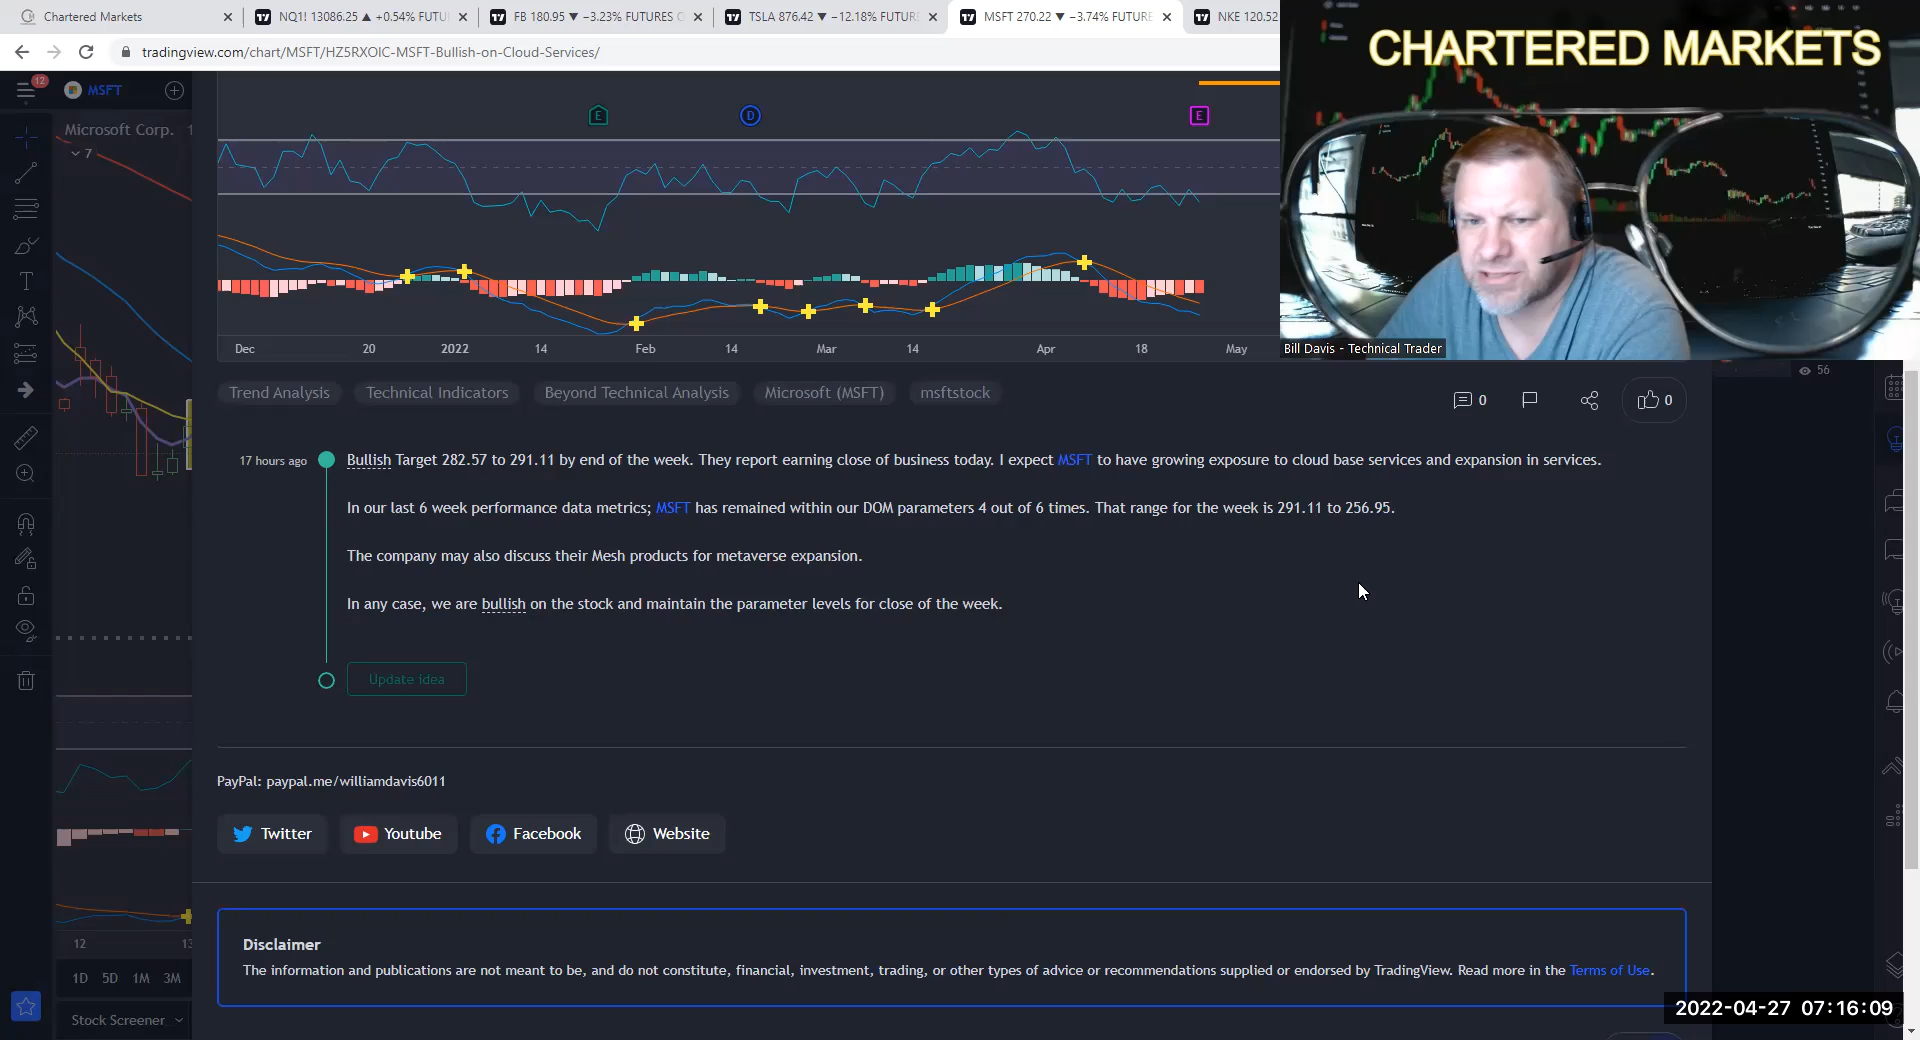 Chartered Markets
NQ1! 13086.25 ▲ +0.54% FUTU
FB 180.95 ▼ −3.23% FUTURES
TSLA 876.42 ▼ −12.18% FUTUR
MSFT 270.22 ▼ −3.74% FUTURE
NKE 120.52
tradingview.com/chart/MSFT/HZ5RXOIC-MSFT-Bullish-on-Cloud-Services/
CHARTERED MARKETS
12
MSFT
Microsoft Corp. 1
7
E
D
E
Dec 20 2022 14 Feb 14 Mar 14 Apr 18 May
Bill Davis - Technical Trader
56
Trend Analysis
Technical Indicators
Beyond Technical Analysis
Microsoft (MSFT)
msftstock
0
0
17 hours ago
Bullish Target 282.57 to 291.11 by end of the week. They report earning close of business today. I expect MSFT to have growing exposure to cloud base services and expansion in services.
In our last 6 week performance data metrics; MSFT has remained within our DOM parameters 4 out of 6 times. That range for the week is 291.11 to 256.95.
The company may also discuss their Mesh products for metaverse expansion.
In any case, we are bullish on the stock and maintain the parameter levels for close of the week.
Update idea
PayPal: paypal.me/williamdavis6011
Twitter
Youtube
Facebook
Website
12 13
1D 5D 1M 3M
Stock Screener
Disclaimer
The information and publications are not meant to be, and do not constitute, financial, investment, trading, or other types of advice or recommendations supplied or endorsed by TradingView. Read more in the Terms of Use.
2022-04-27 07:16:09